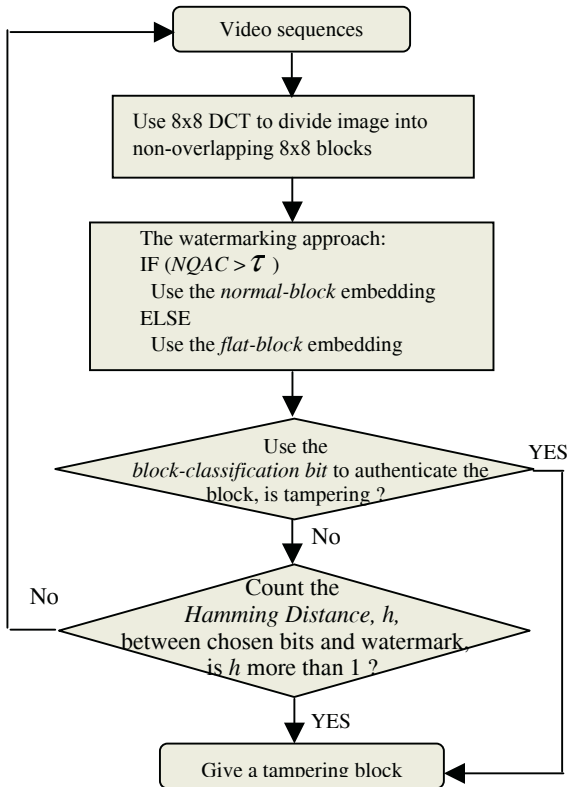 Video sequences
Use 8x8 DCT to divide image into
non-overlapping 8x8 blocks
The watermarking approach:
IF (NQAC > τ )
Use the normal-block embedding
ELSE
Use the flat-block embedding
Use the
block-classification bit to authenticate the
block, is tampering ?
YES
No
Count the
Hamming Distance, h,
between chosen bits and watermark,
is h more than 1 ?
No
YES
Give a tampering block